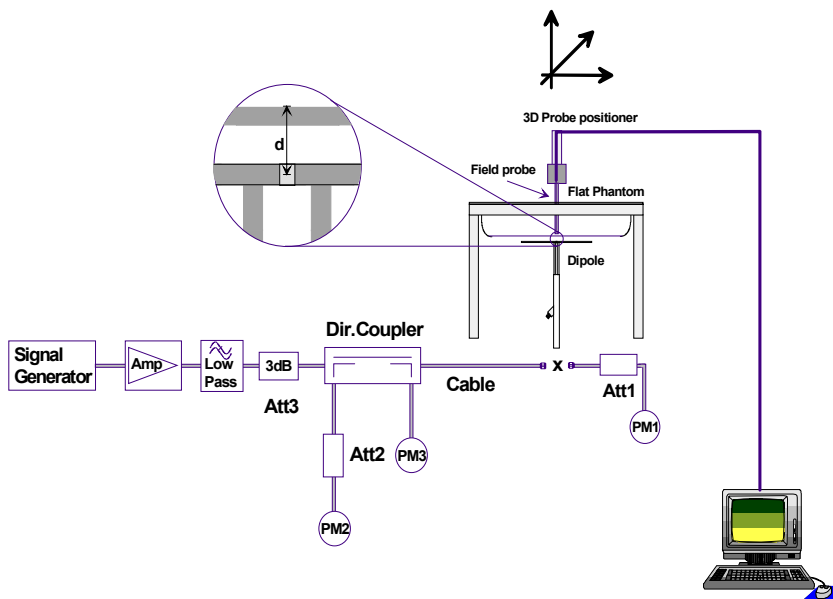 3D Probe positioner
d
Field probe
Flat Phantom
Dipole
Dir.Coupler
Signal
Generator
Amp
Low
Pass
3dB
Att3
Cable
x
Att1
PM1
Att2
PM3
PM2